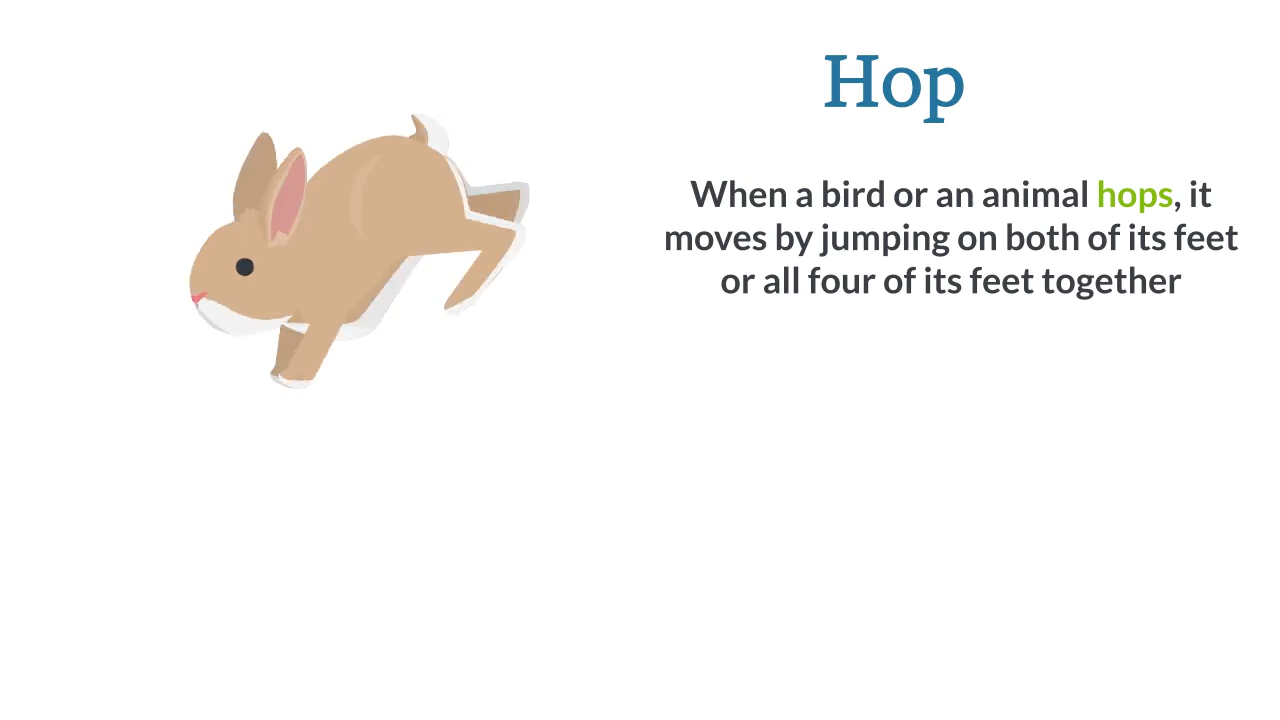 Hop
When a bird or an animal hops, it
moves by jumping on both of its feet
or all four of its feet together